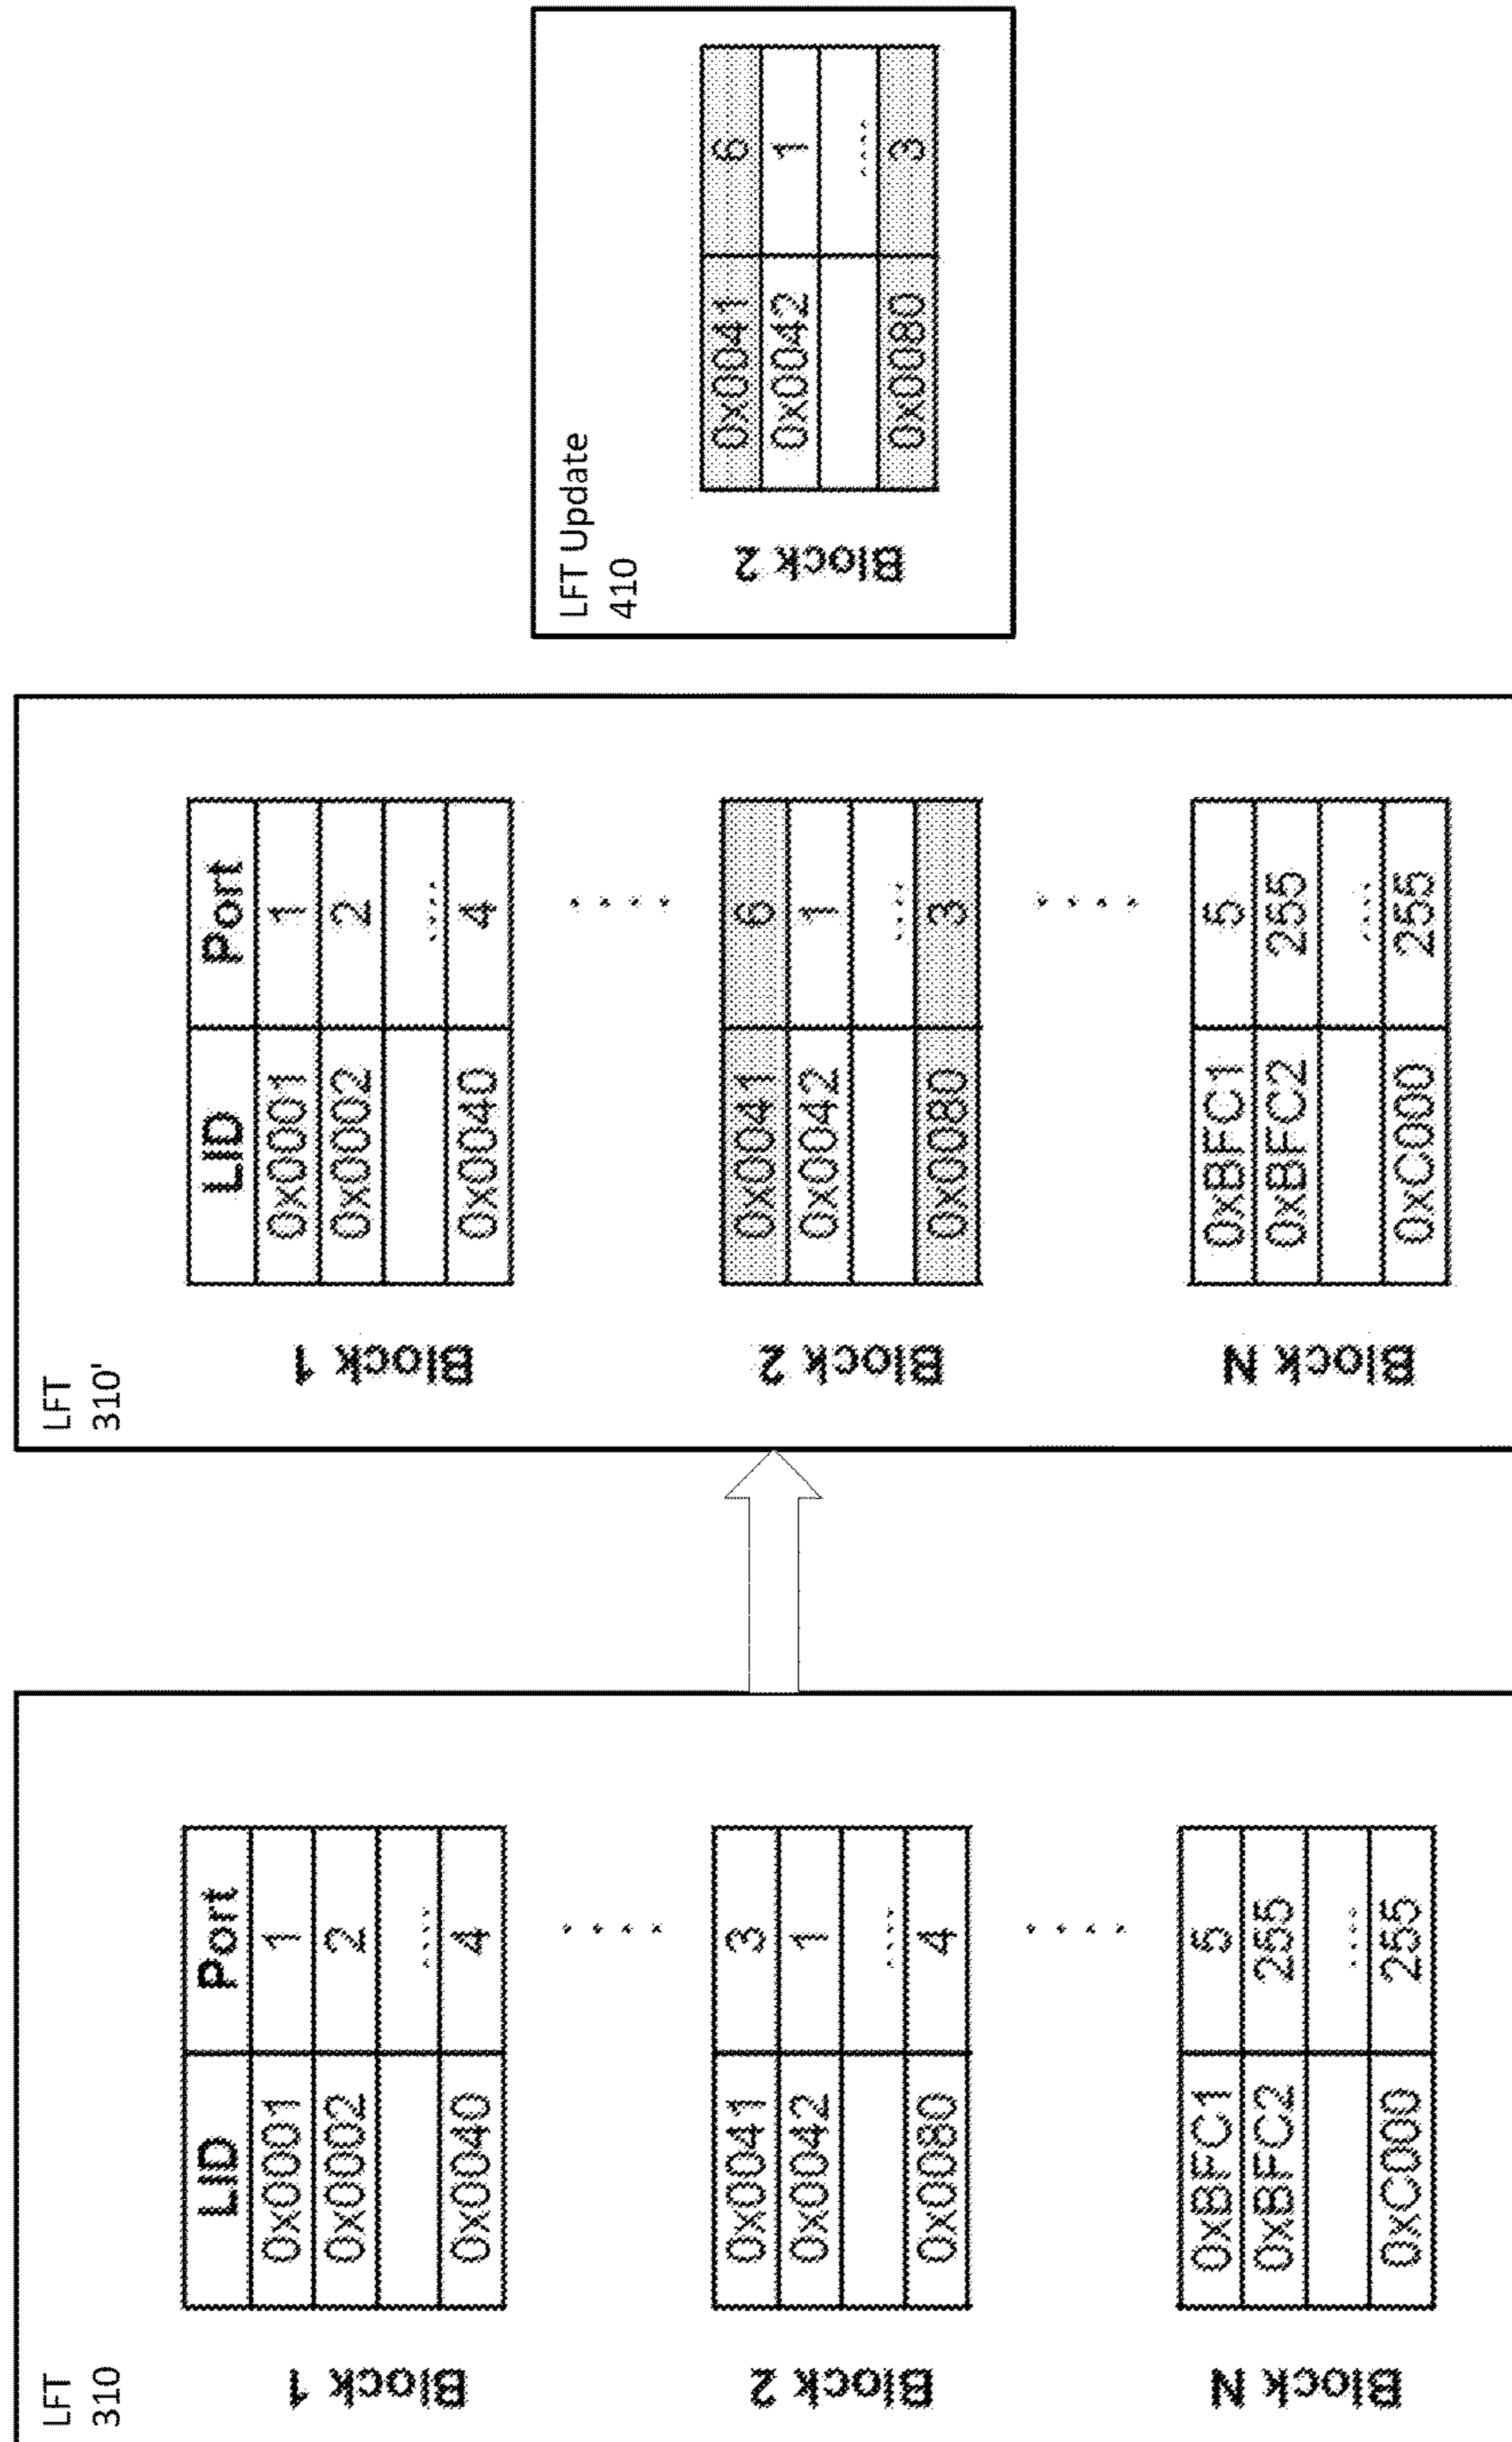 LFT
310
LID Port
Block 1
0x0001 1
0x0002 2
....
0x0040 4
....
Block 2
0x0041 3
0x0042 1
....
0x0080 4
....
Block N
0xBFC1 5
0xBFC2 255
....
0xC000 255
LFT
310'
LID Port
Block 1
0x0001 1
0x0002 2
....
0x0040 4
....
Block 2
0x0041 6
0x0042 1
....
0x0080 3
....
Block N
0xBFC1 5
0xBFC2 255
....
0xC000 255
LFT Update
410
Block 2
0x0041 6
0x0042 1
....
0x0080 3